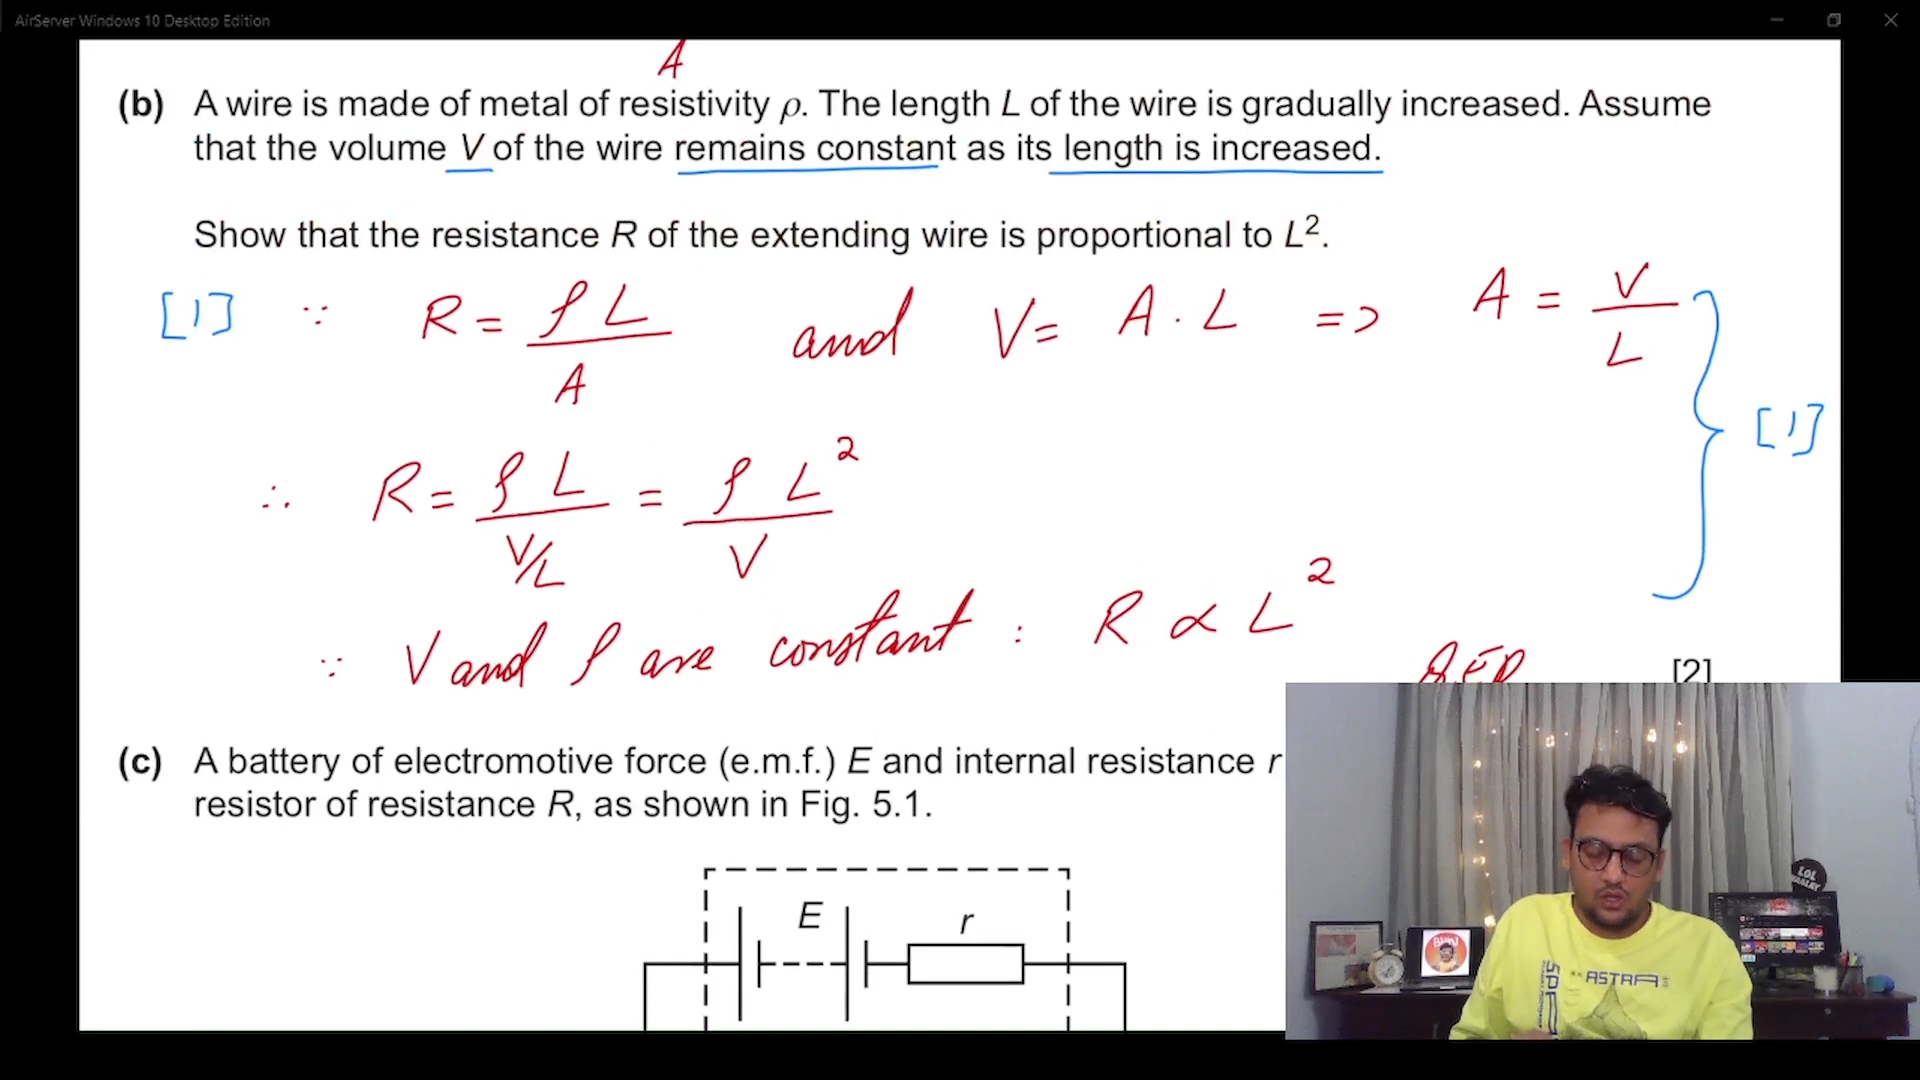 AirServer Windows 10 Desktop Edition
A
(b) A wire is made of metal of resistivity ρ. The length L of the wire is gradually increased. Assume
that the volume V of the wire remains constant as its length is increased.
Show that the resistance R of the extending wire is proportional to L².
[1] ∵ R = ρL/A and V = A . L => A = V/L
[1]
∴ R = ρL/(V/L) = ρL²/V
∵ V and ρ are constant : R ∝ L²
[2]
(c) A battery of electromotive force (e.m.f.) E and internal resistance r
resistor of resistance R, as shown in Fig. 5.1.
E
r
LOL
ASTRA